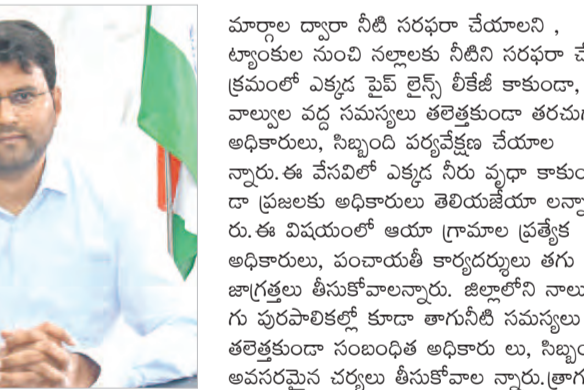 మార్గాల ద్వారా నీటి సరఫరా చేయాలని ,
ట్యాంకుల నుంచి నల్లాలకు నీటిని సరఫరా చే
క్రమంలో ఎక్కడ పైప్ లైన్స్ లీకేజీ కాకుండా,
వాల్వుల వద్ద సమస్యలు తలెత్తకుండా తరచు
అధికారులు, సిబ్బంది పర్యవేక్షణ చేయాల
న్నారు.ఈ వేసవిలో ఎక్కడ నీరు వృధా కాకుం
డా ప్రజలకు అధికారులు తెలియజేయా లన్నా
రు.ఈ విషయంలో ఆయా గ్రామాల ప్రత్యేక
అధికారులు, పంచాయతీ కార్యదర్శులు తగు
జాగ్రత్తలు తీసుకోవాలన్నారు. జిల్లాలోని నాలు
గు పురపాలికల్లో కూడా తాగునీటి సమస్యలు
తలెత్తకుండా సంబంధిత అధికారు లు, సిబ్బం
అవసరమైన చర్యలు తీసుకోవాల న్నారు.త్రాగ